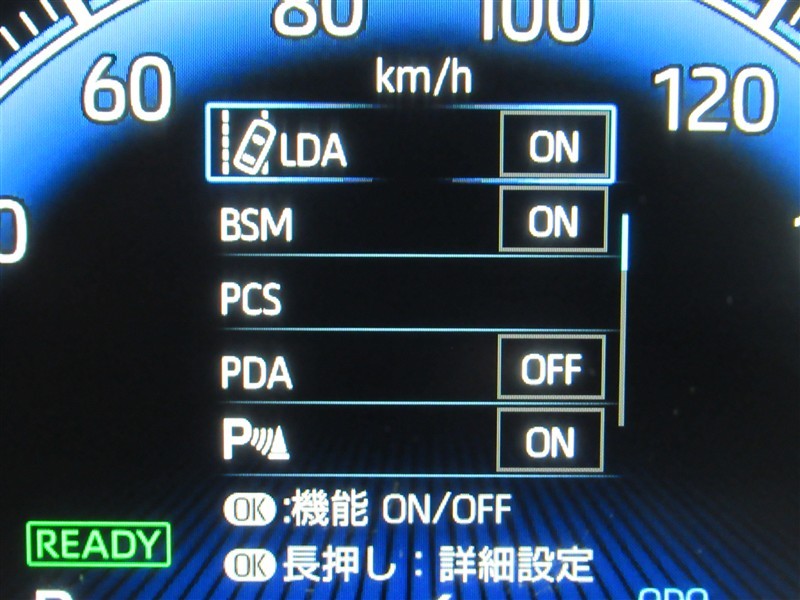 80 100
60 km/h 120
LDA ON
BSM ON
PCS
PDA OFF
P ON
OK:機能 ON/OFF
READY
OK 長押し:詳細設定